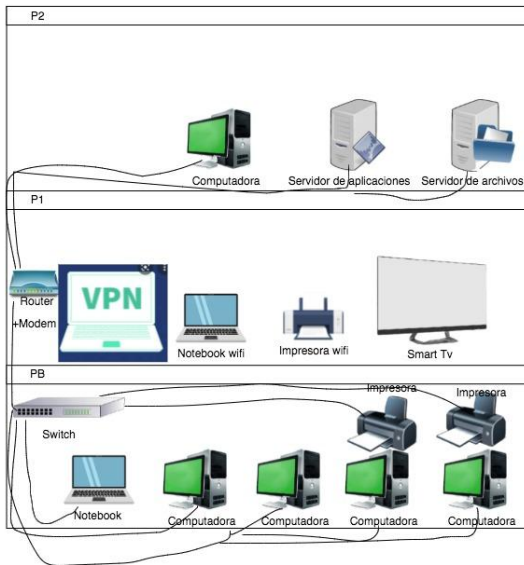 P2
Computadora
Servidor de aplicaciones
Servidor de archivos
P1
VPN
Router
+Modem
Notebook wifi
Impresora wifi
Smart Tv
PB
Impresora
Impresora
Switch
Notebook
Computadora
Computadora
Computadora
Computadora